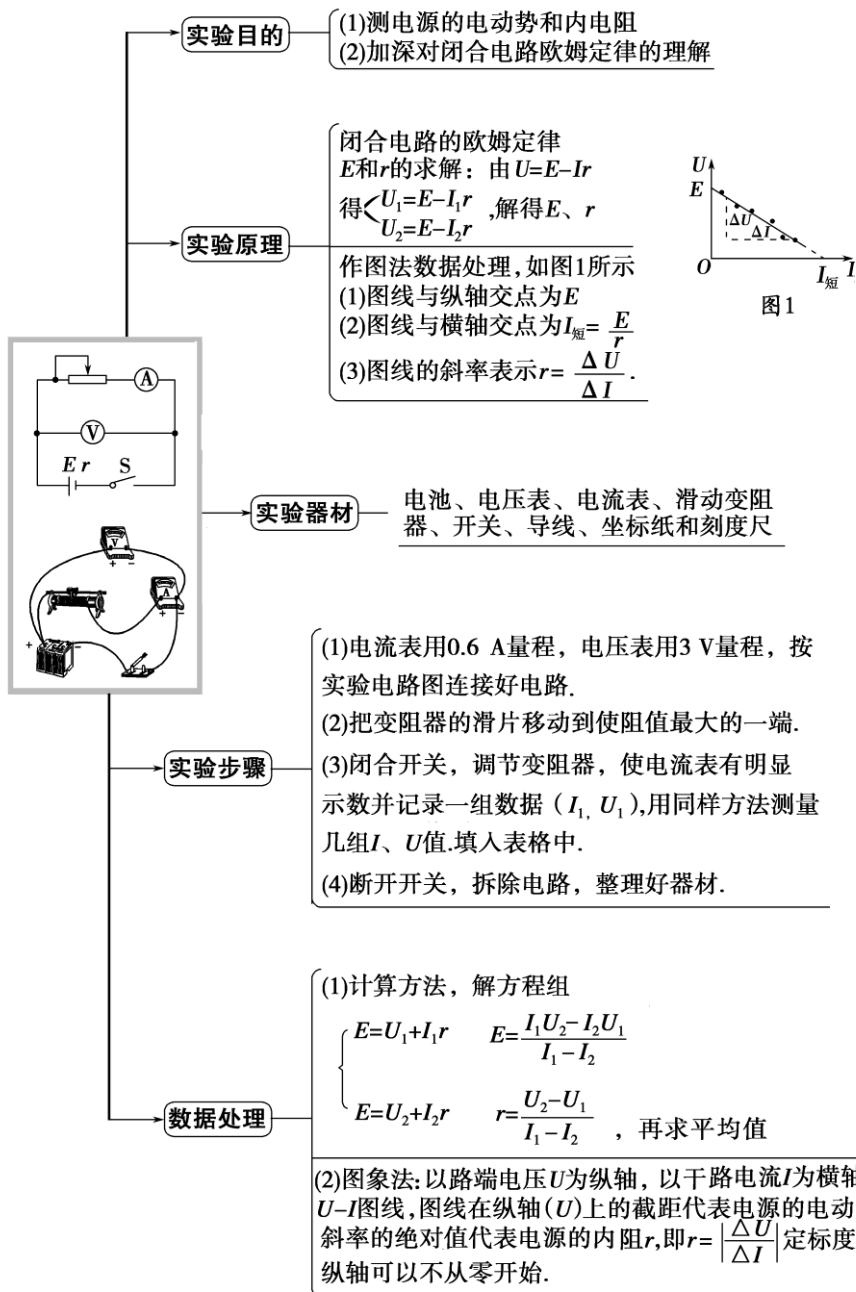 实验目的
(1)测电源的电动势和内电阻
(2)加深对闭合电路欧姆定律的理解
实验原理
闭合电路的欧姆定律
E和r的求解：由U=E-Ir
得 U₁=E-I₁r
U₂=E-I₂r ,解得E、r
作图法数据处理,如图1所示
(1)图线与纵轴交点为E
(2)图线与横轴交点为I短= E/r
(3)图线的斜率表示r= ΔU/ΔI .
U
E
ΔU
ΔI
O
I短
I
图1
A
V
E r
S
V
+ -
A
+ -
+
-
实验器材
电池、电压表、电流表、滑动变阻
器、开关、导线、坐标纸和刻度尺
实验步骤
(1)电流表用0.6 A量程，电压表用3 V量程，按
实验电路图连接好电路.
(2)把变阻器的滑片移动到使阻值最大的一端.
(3)闭合开关，调节变阻器，使电流表有明显
示数并记录一组数据（I₁, U₁）,用同样方法测量
几组I、U值.填入表格中.
(4)断开开关，拆除电路，整理好器材.
数据处理
(1)计算方法，解方程组
E=U₁+I₁r E=(I₁U₂-I₂U₁)/(I₁-I₂)
E=U₂+I₂r r=(U₂-U₁)/(I₁-I₂) ，再求平均值
(2)图象法:以路端电压U为纵轴，以干路电流I为横轴
U-I图线,图线在纵轴(U)上的截距代表电源的电动
斜率的绝对值代表电源的内阻r,即r= |△U/△I| 定标度
纵轴可以不从零开始.